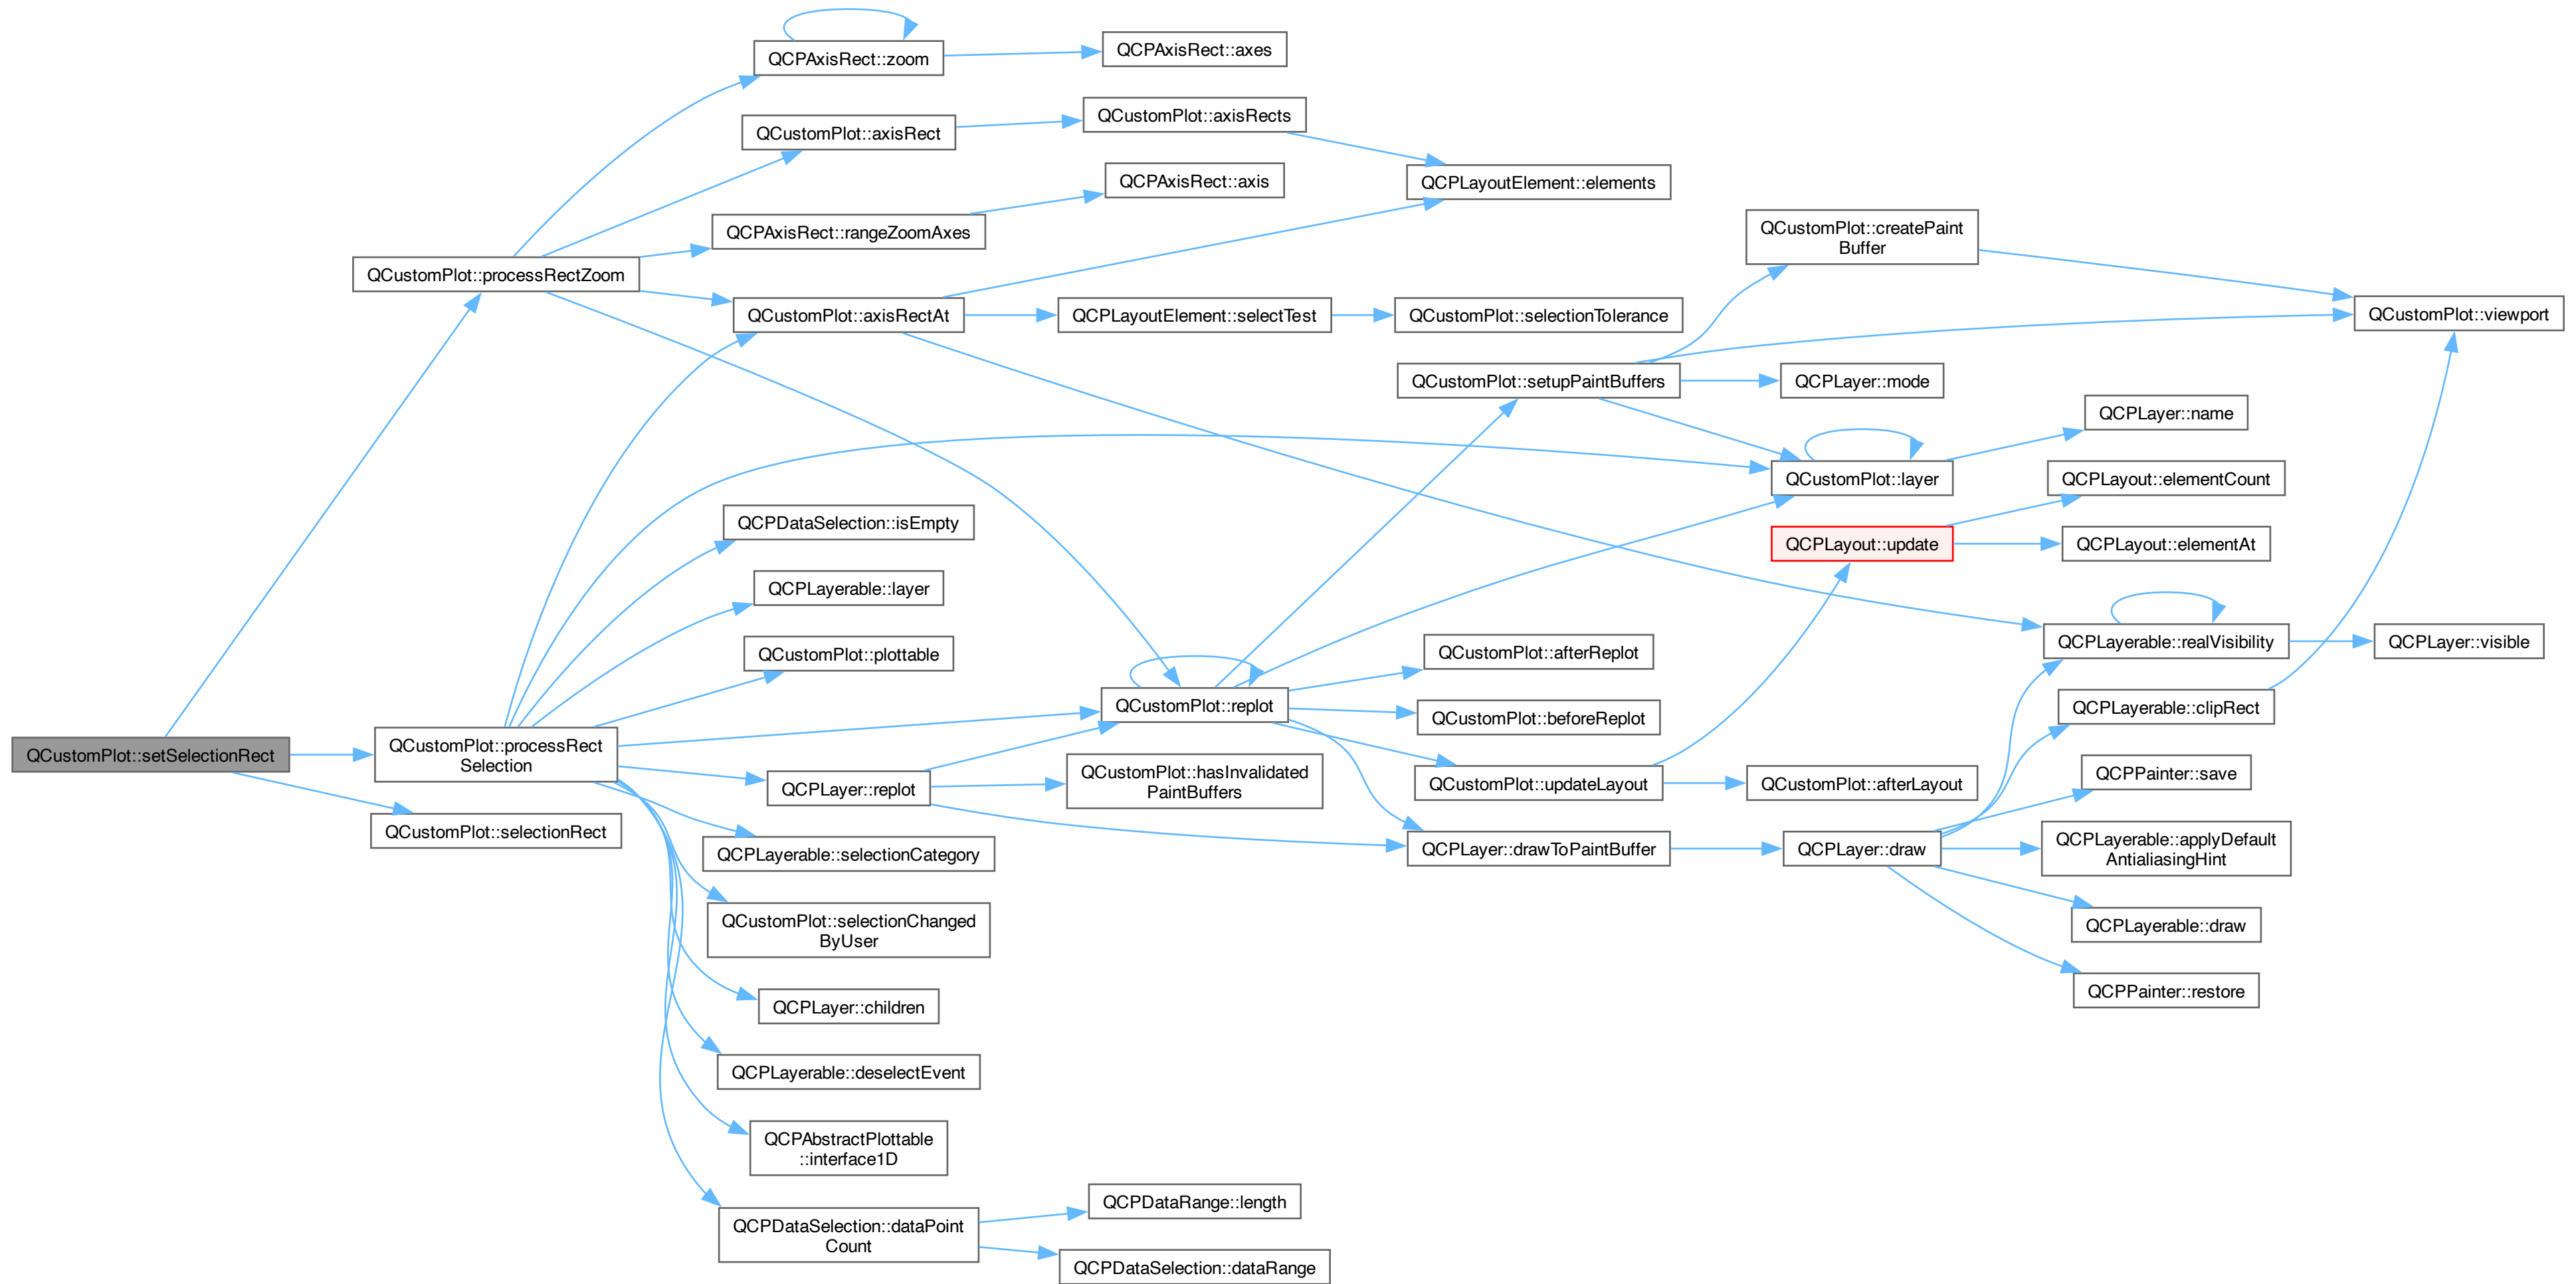 QCPAxisRect::zoom
QCPAxisRect::axes
QCustomPlot::axisRect
QCustomPlot::axisRects
QCPAxisRect::axis
QCPLayoutElement::elements
QCPAxisRect::rangeZoomAxes
QCustomPlot::createPaint
Buffer
QCustomPlot::processRectZoom
QCustomPlot::axisRectAt
QCPLayoutElement::selectTest
QCustomPlot::selectionTolerance
QCustomPlot::viewport
QCustomPlot::setupPaintBuffers
QCPLayer::mode
QCPLayer::name
QCustomPlot::layer
QCPLayout::elementCount
QCPDataSelection::isEmpty
QCPLayout::update
QCPLayout::elementAt
QCPLayerable::layer
QCustomPlot::plottable
QCustomPlot::afterReplot
QCPLayerable::realVisibility
QCPLayer::visible
QCustomPlot::replot
QCustomPlot::beforeReplot
QCPLayerable::clipRect
QCustomPlot::setSelectionRect
QCustomPlot::processRect
Selection
QCPLayer::replot
QCustomPlot::hasInvalidated
PaintBuffers
QCustomPlot::updateLayout
QCustomPlot::afterLayout
QCPPainter::save
QCustomPlot::selectionRect
QCPLayerable::selectionCategory
QCPLayer::drawToPaintBuffer
QCPLayer::draw
QCPLayerable::applyDefault
AntialiasingHint
QCustomPlot::selectionChanged
ByUser
QCPLayerable::draw
QCPLayer::children
QCPPainter::restore
QCPLayerable::deselectEvent
QCPAbstractPlottable
::interface1D
QCPDataSelection::dataPoint
Count
QCPDataRange::length
QCPDataSelection::dataRange